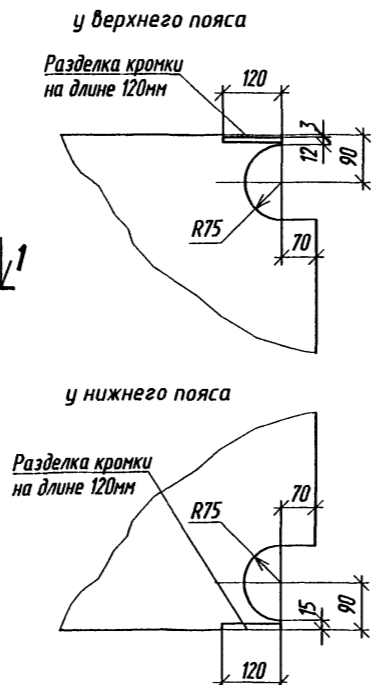 у верхнего пояса
Разделка кромки
на длине 120мм
120
3
12
90
R75
70
1
у нижнего пояса
Разделка кромки
на длине 120мм
R75
70
15
90
120